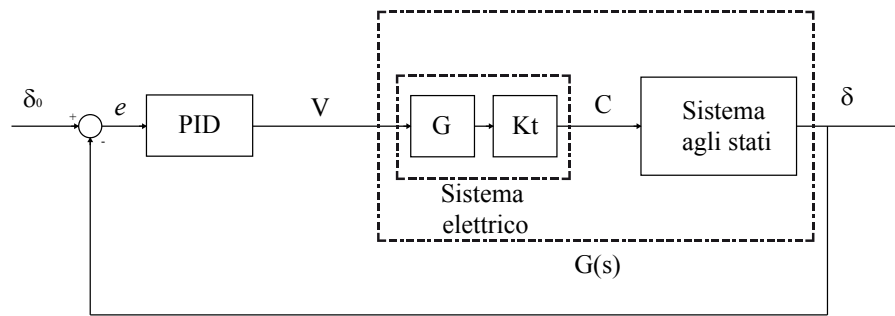 δ₀
+
-
e
PID
V
G
Kt
C
Sistema
agli stati
δ
Sistema
elettrico
G(s)